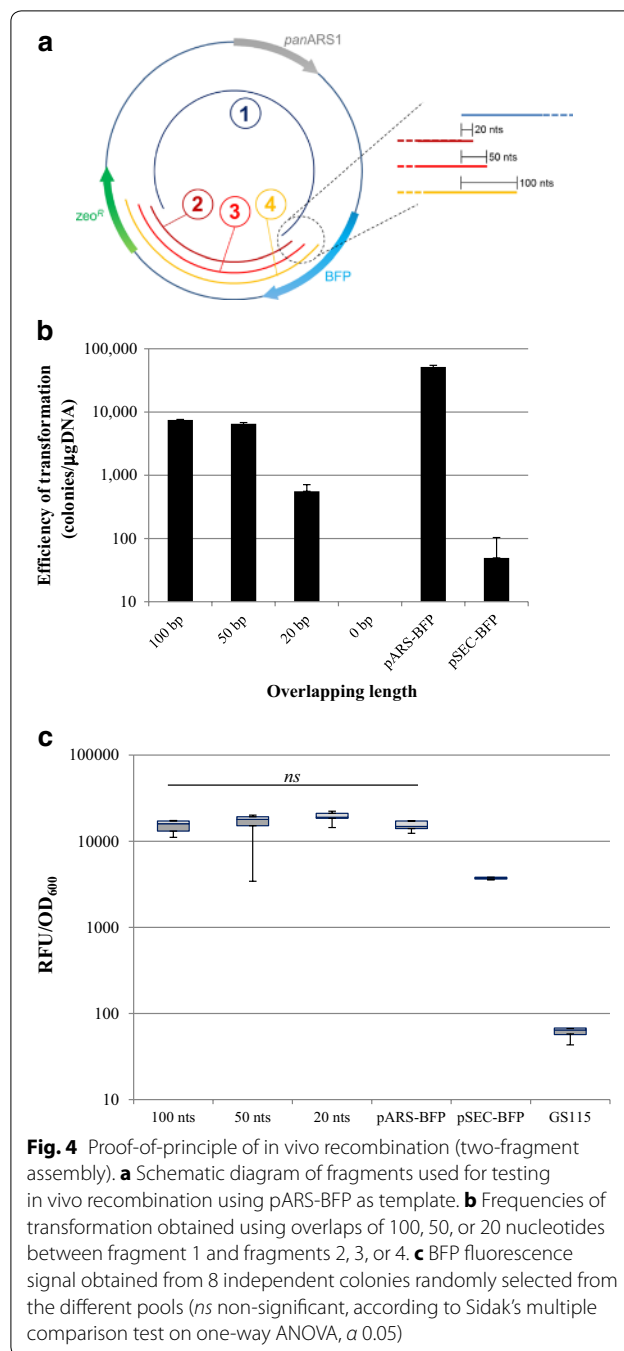 a
panARS1
1
20 nts
50 nts
100 nts
2
3
4
zeoR
BFP
b
Efficiency of transformation
(colonies/µgDNA)
100,000
10,000
1,000
100
10
100 bp
50 bp
20 bp
0 bp
pARS-BFP
pSEC-BFP
Overlapping length
c
RFU/OD600
100000
10000
1000
100
10
ns
100 nts
50 nts
20 nts
pARS-BFP
pSEC-BFP
GS115
Fig. 4 Proof-of-principle of in vivo recombination (two-fragment
assembly). a Schematic diagram of fragments used for testing
in vivo recombination using pARS-BFP as template. b Frequencies of
transformation obtained using overlaps of 100, 50, or 20 nucleotides
between fragment 1 and fragments 2, 3, or 4. c BFP fluorescence
signal obtained from 8 independent colonies randomly selected from
the different pools (ns non-significant, according to Sidak's multiple
comparison test on one-way ANOVA, α 0.05)